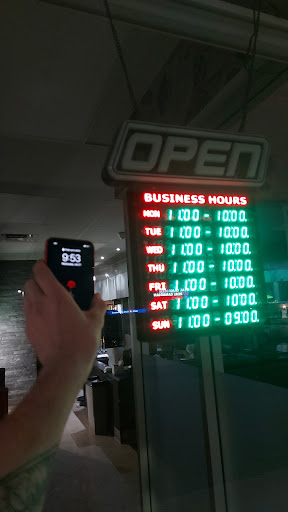 OPEN
BUSINESS HOURS
MON 11:00 - 10:00
TUE 11:00 - 10:00
WED 11:00 - 10:00
THU 11:00 - 10:00
FRI 11:00 - 10:00
SAT 11:00 - 10:00
SUN 11:00 - 09:00
9:53